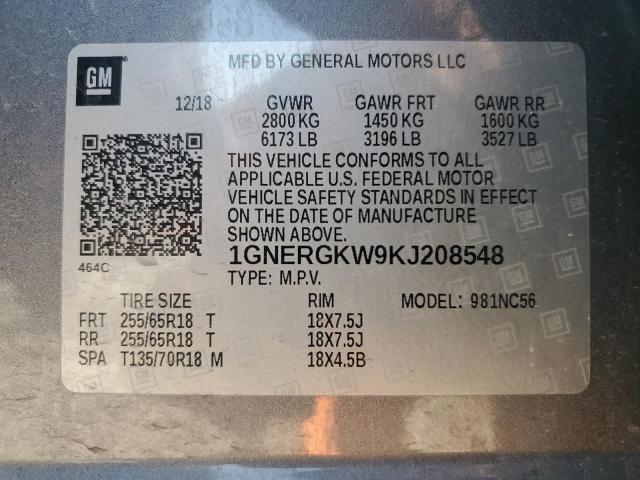 GM
MFD BY GENERAL MOTORS LLC
12/18 GVWR GAWR FRT GAWR RR
2800 KG 1450 KG 1600 KG
6173 LB 3196 LB 3527 LB
THIS VEHICLE CONFORMS TO ALL
APPLICABLE U.S. FEDERAL MOTOR
VEHICLE SAFETY STANDARDS IN EFFECT
ON THE DATE OF MANUFACTURE
SHOWN ABOVE.
464C
1GNERGKW9KJ208548
TYPE: M.P.V.
TIRE SIZE RIM MODEL: 981NC56
FRT 255/65R18 T 18X7.5J
RR 255/65R18 T 18X7.5J
SPA T135/70R18 M 18X4.5B